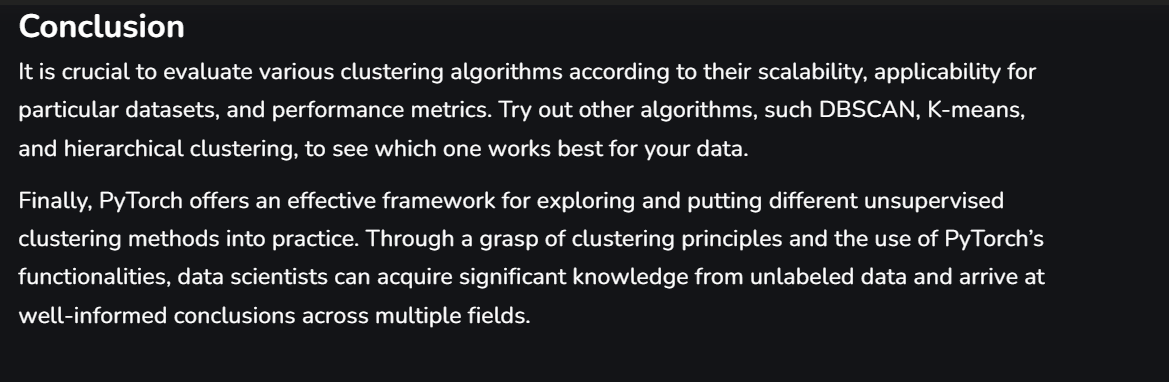 Conclusion
It is crucial to evaluate various clustering algorithms according to their scalability, applicability for
particular datasets, and performance metrics. Try out other algorithms, such DBSCAN, K-means,
and hierarchical clustering, to see which one works best for your data.
Finally, PyTorch offers an effective framework for exploring and putting different unsupervised
clustering methods into practice. Through a grasp of clustering principles and the use of PyTorch’s
functionalities, data scientists can acquire significant knowledge from unlabeled data and arrive at
well-informed conclusions across multiple fields.